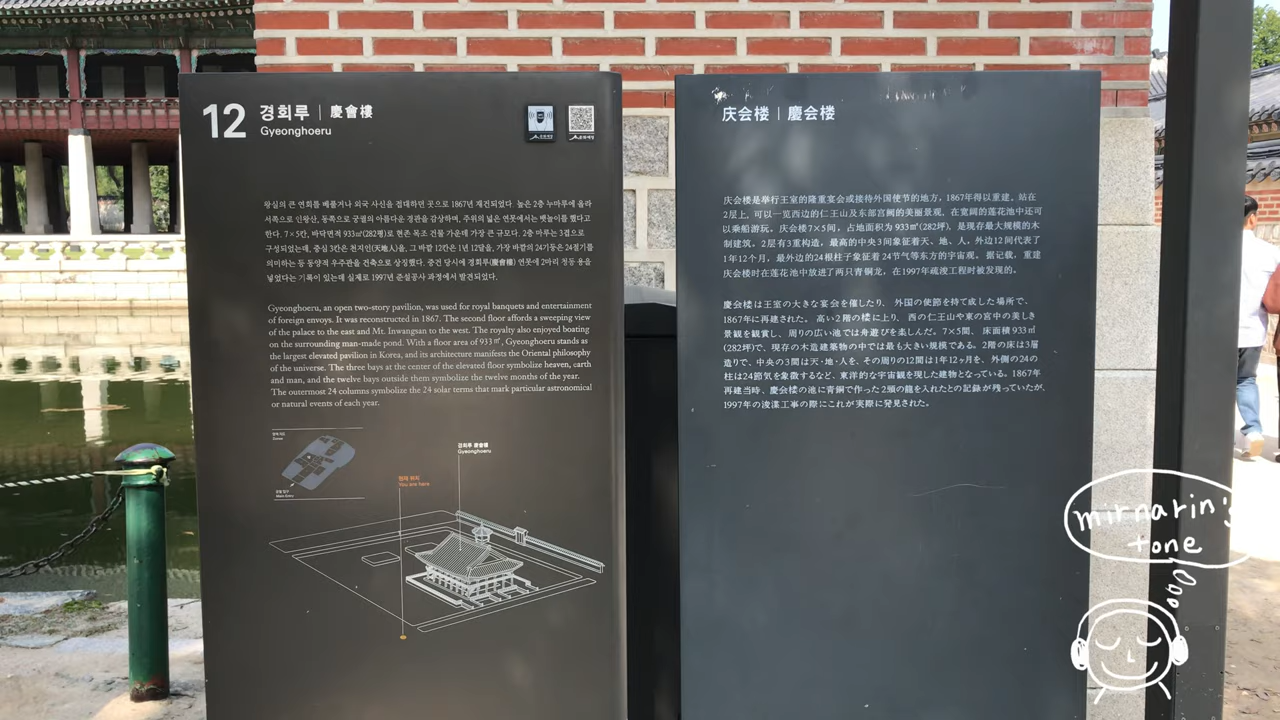 12 경회루 | 慶會樓
Gyeonghoeru
왕실의 큰 연회를 베풀거나 외국 사신을 접대하던 곳으로 1867년 재건되었다. 높은 2층 누마루에 올라
서쪽으로 인왕산, 동쪽으로 궁궐의 아름다운 경관을 감상하며, 주위의 넓은 연못에서는 뱃놀이를 했다고
한다. 7×5칸, 바닥면적 933㎡(282평)로 현존 목조 건물 가운데 가장 큰 규모다. 2층 마루는 3겹으로
구성되었는데, 중심 3칸은 천지인(天地人)을, 그 바깥 12칸은 1년 12달을, 가장 바깥의 24기둥은 24절기를
의미하는 등 동양적 우주관을 건축으로 상징했다. 중건 당시에 경회루(慶會樓) 연못에 2마리 청동 용을
넣었다는 기록이 있는데 실제로 1997년 준설공사 과정에서 발견되었다.
Gyeonghoeru, an open two-story pavilion, was used for royal banquets and entertainment
of foreign envoys. It was reconstructed in 1867. The second floor affords a sweeping view
of the palace to the east and Mt. Inwangsan to the west. The royalty also enjoyed boating
on the surrounding man-made pond. With a floor area of 933㎡, Gyeonghoeru stands as
the largest elevated pavilion in Korea, and its architecture manifests the Oriental philosophy
of the universe. The three bays at the center of the elevated floor symbolize heaven, earth
and man, and the twelve bays outside them symbolize the twelve months of the year.
The outermost 24 columns symbolize the 24 solar terms that mark particular astronomical
or natural events of each year.
경회루 慶會樓
Gyeonghoeru
현재 위치
You are here
Main Entry
庆会楼 | 慶会楼
庆会楼是举行王室的隆重宴会或接待外国使节的地方，1867年得以重建。站在
2层上，可以一览西边的仁王山及东部宫阙的美丽景观，在宽阔的莲花池中还可
以乘船游玩。庆会楼7×5间，占地面积为933㎡(282坪)，是现存最大规模的木
制建筑，2层有3重构造，最高的中央3间象征着天、地、人，外边12间代表了
1年12个月，最外边的24根柱子象征着24节气等东方的宇宙观。据记载，重建
庆会楼时在莲花池中放进了两只青铜龙，在1997年疏浚工程时被发现的。
慶会楼は王室の大きな宴会を催したり、外国の使節を持て成した場所で、
1867年に再建された。高い2階の楼に上り、西の仁王山や東の宮中の美しき
景観を観賞し、周りの広い池では舟遊びを楽しんだ。7×5間、床面積933㎡
(282坪)で、現存の木造建築物の中では最も大きい規模である。2階の床は3層
造りで、中央の3間は天・地・人を、その周りの12間は1年12ヶ月を、外側の24の
柱は24節気を象徴するなど、東洋的な宇宙観を現した建物となっている。1867年
再建当時、慶会楼の池に青銅で作った2頭の龍を入れたとの記録が残っていたが、
1997年の浚渫工事の際にこれが実際に発見された。
mirnarin's
tone